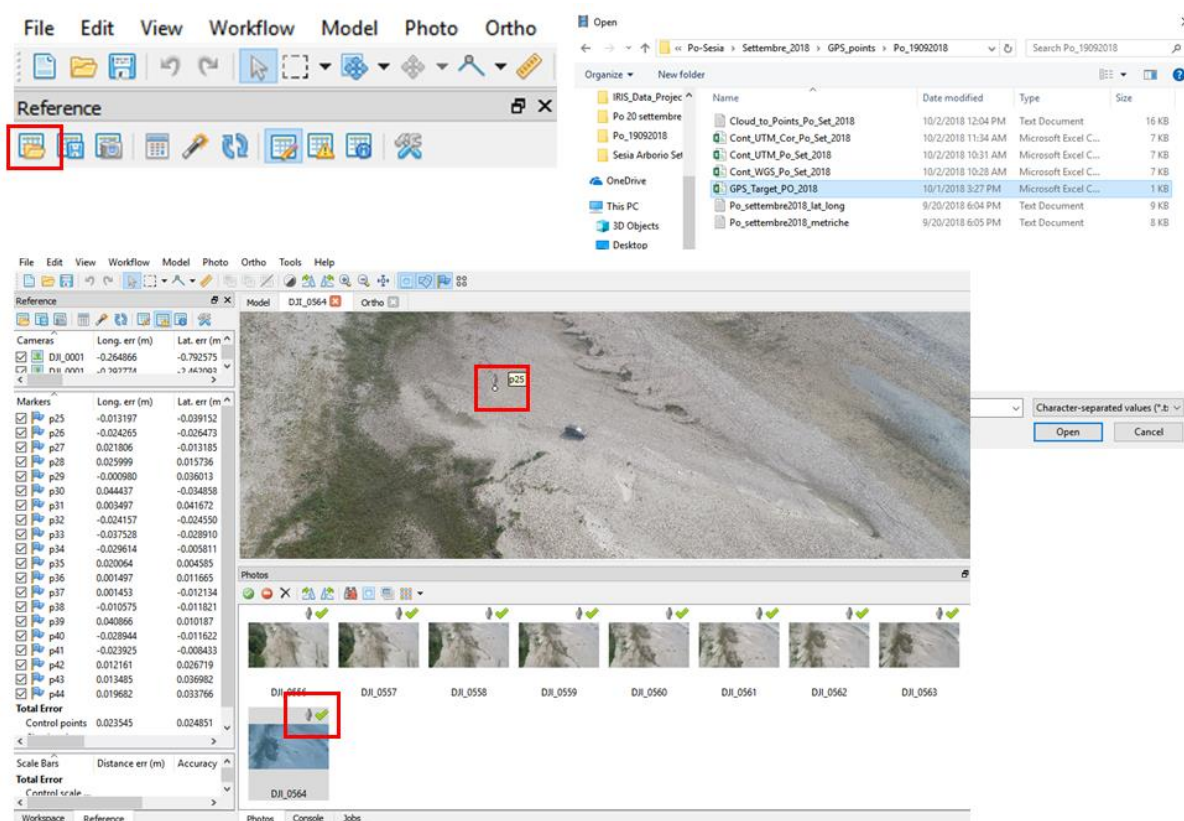 File Edit View Workflow Model Photo Ortho
Reference
Open
« Po-Sesia > Settembre_2018 > GPS_points > Po_19092018
Search Po_19092018
Organize New folder
IRIS_Data_Projec
Po 20 settembre
Po_19092018
Sesia Arborio Set
OneDrive
This PC
3D Objects
Desktop
Name Date modified Type Size
Cloud_to_Points_Po_Set_2018 10/2/2018 12:04 PM Text Document 16 KB
Cont_UTM_Cor_Po_Set_2018 10/2/2018 11:34 AM Microsoft Excel C... 7 KB
Cont_UTM_Po_Set_2018 10/2/2018 10:31 AM Microsoft Excel C... 7 KB
Cont_WGS_Po_Set_2018 10/2/2018 10:28 AM Microsoft Excel C... 7 KB
GPS_Target_PO_2018 10/1/2018 3:27 PM Microsoft Excel C... 1 KB
Po_settembre2018_lat_long 9/20/2018 6:04 PM Text Document 9 KB
Po_settembre2018_metriche 9/20/2018 6:05 PM Text Document 8 KB
Character-separated values (*.t
Open Cancel
File Edit View Workflow Model Photo Ortho Tools Help
Reference
Model DJI_0564 Ortho
Cameras Long. err (m) Lat. err (m
DJI_0001 -0.264866 -0.792575
DJI_0001 -0.292774 -2.462093
Markers Long. err (m) Lat. err (m
p25 -0.013197 -0.039152
p26 -0.024265 -0.026473
p27 0.021806 -0.013185
p28 0.025999 0.015736
p29 -0.000980 0.036013
p30 0.044437 -0.034858
p31 0.003497 0.041672
p32 -0.024157 -0.024550
p33 -0.037528 -0.028910
p34 -0.029614 -0.005811
p35 0.020064 0.004585
p36 0.001497 0.011665
p37 0.001453 -0.012134
p38 -0.010575 -0.011821
p39 0.040866 0.010187
p40 -0.028944 -0.011622
p41 -0.023925 -0.008433
p42 0.012161 0.026719
p43 0.013485 0.036982
p44 0.019682 0.033766
Total Error
Control points 0.023545 0.024851
Scale Bars Distance err (m) Accuracy
Total Error
Control scale ...
Workspace Reference
p25
Photos
DJI_0556 DJI_0557 DJI_0558 DJI_0559 DJI_0560 DJI_0561 DJI_0562 DJI_0563
DJI_0564
Photos Console Jobs